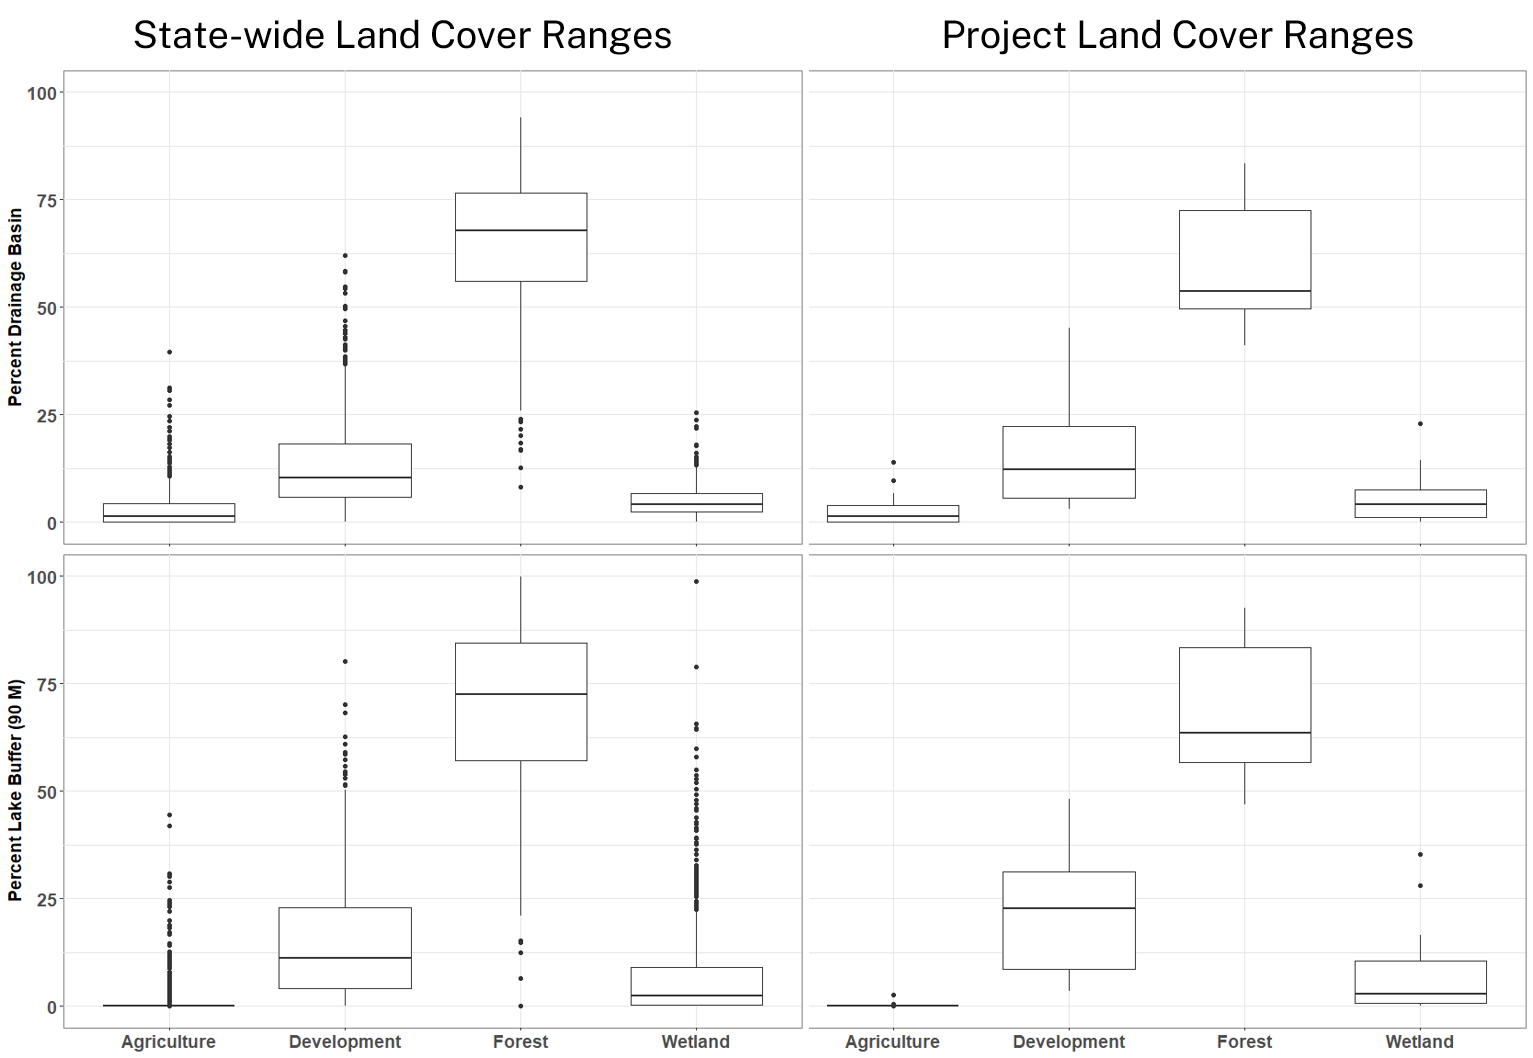 State-wide Land Cover Ranges
Project Land Cover Ranges
Percent Drainage Basin
100
75
50
25
0
Percent Lake Buffer (90 M)
100
75
50
25
0
Agriculture Development Forest Wetland Agriculture Development Forest Wetland